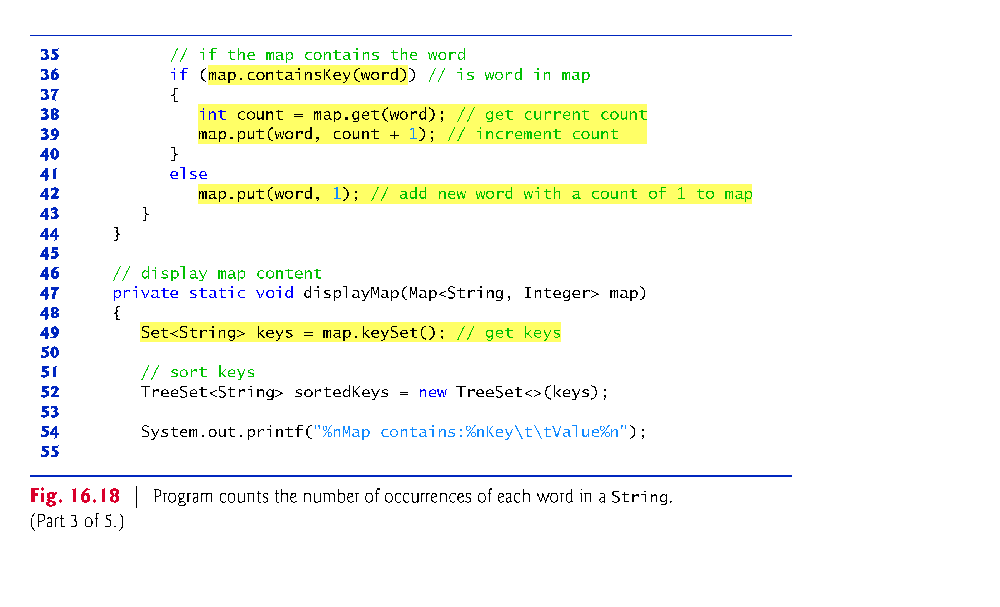 35 // if the map contains the word
36 if (map.containsKey(word)) // is word in map
37 {
38 int count = map.get(word); // get current count
39 map.put(word, count + 1); // increment count
40 }
41 else
42 map.put(word, 1); // add new word with a count of 1 to map
43 }
44 }
45
46 // display map content
47 private static void displayMap(Map<String, Integer> map)
48 {
49 Set<String> keys = map.keySet(); // get keys
50
51 // sort keys
52 TreeSet<String> sortedKeys = new TreeSet<>(keys);
53
54 System.out.printf("%nMap contains:%nKey\t\tValue%n");
55
Fig. 16.18 | Program counts the number of occurrences of each word in a String.
(Part 3 of 5.)